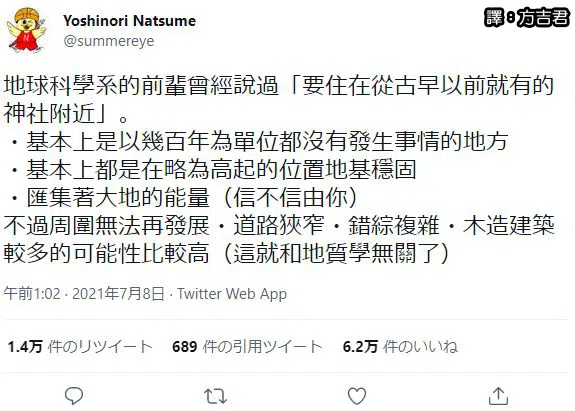 Yoshinori Natsume
@summereye
譯：方吉君
地球科學系的前輩曾經說過「要住在從古早以前就有的
神社附近」。
・基本上是以幾百年為單位都沒有發生事情的地方
・基本上都是在略為高起的位置地基穩固
・匯集著大地的能量（信不信由你）
不過周圍無法再發展・道路狹窄・錯綜複雜・木造建築
較多的可能性比較高（這就和地質學無關了）
午前1:02 · 2021年7月8日 · Twitter Web App
1.4万 件のリツイート 689 件の引用ツイート 6.2万 件のいいね